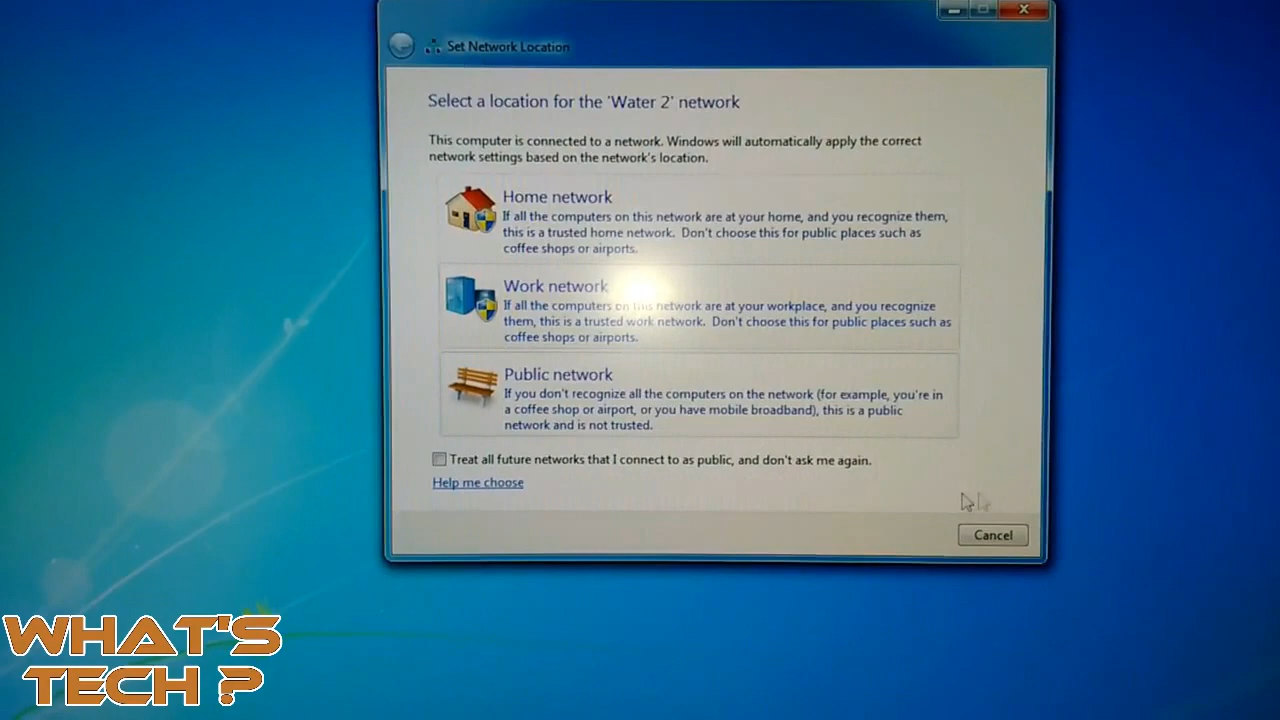 Set Network Location
Select a location for the 'Water 2' network
This computer is connected to a network. Windows will automatically apply the correct
network settings based on the network's location.
Home network
If all the computers on this network are at your home, and you recognize them,
this is a trusted home network. Don't choose this for public places such as
coffee shops or airports.
Work network
If all the computers on this network are at your workplace, and you recognize
them, this is a trusted work network. Don't choose this for public places such as
coffee shops or airports.
Public network
If you don't recognize all the computers on the network (for example, you're in
a coffee shop or airport, or you have mobile broadband), this is a public
network and is not trusted.
Treat all future networks that I connect to as public, and don't ask me again.
Help me choose
Cancel
WHAT'S
TECH ?